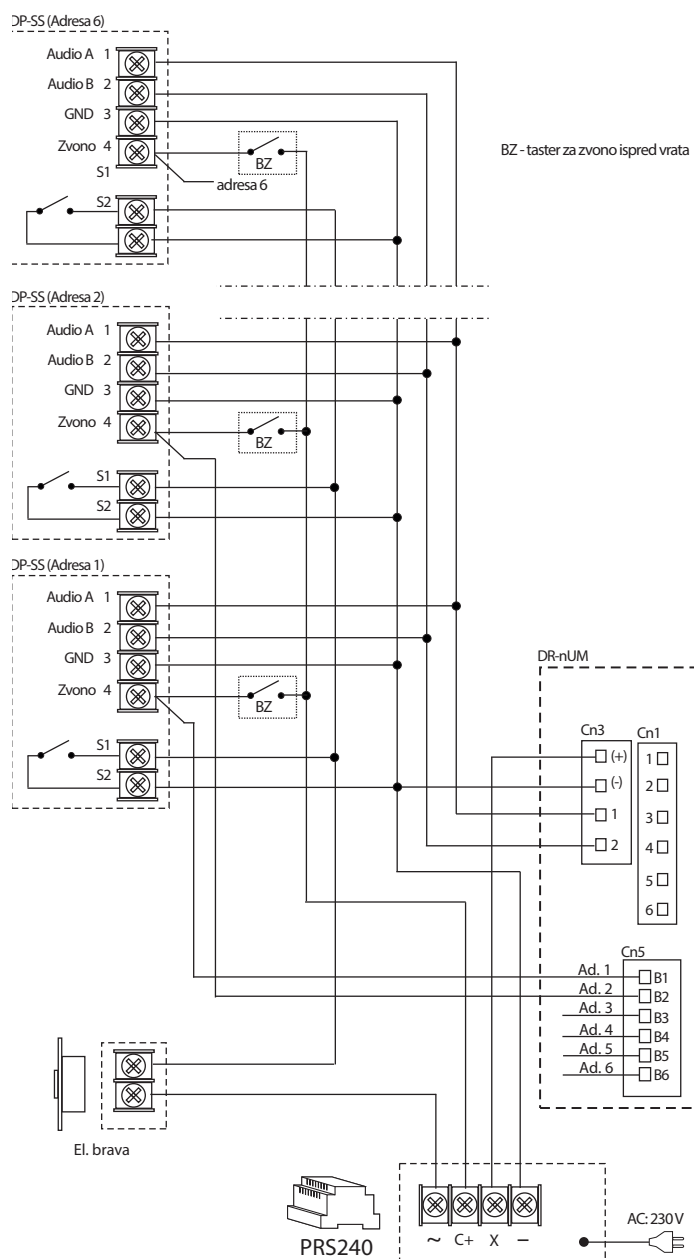 DP-SS (Adresa 6)
Audio A 1
Audio B 2
GND 3
Zvono 4
S1
S2
BZ
adresa 6
BZ - taster za zvono ispred vrata
DP-SS (Adresa 2)
Audio A 1
Audio B 2
GND 3
Zvono 4
BZ
S1
S2
DP-SS (Adresa 1)
Audio A 1
Audio B 2
GND 3
Zvono 4
BZ
S1
S2
DR-nUM
Cn3
(+)
(-)
1
2
Cn1
1
2
3
4
5
6
Cn5
Ad. 1 B1
Ad. 2 B2
Ad. 3 B3
Ad. 4 B4
Ad. 5 B5
Ad. 6 B6
El. brava
PRS240
~ C+ X –
AC: 230 V